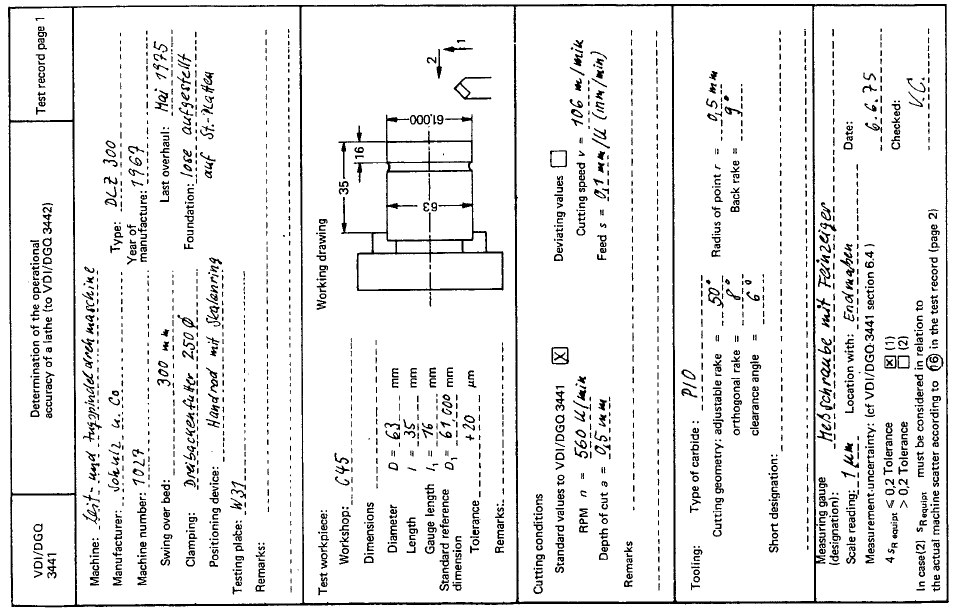 VDI/DGQ
3441
Determination of the operational
accuracy of a lathe (to VDI/DGQ 3442)
Test record page 1
Machine: Leit- und Zugspindeldrehmaschine
Manufacturer: Schulz u. Co Type: DLZ 300
Machine number: 1027 Year of manufacture: 1967
Swing over bed: 300 mm Last overhaul: Mai 1975
Clamping: Dreibackenfutter 250 Ø Foundation: lose aufgestellt
auf St.-Platten
Positioning device: Handrad mit Skalenring
Testing place: W31
Remarks:
Test workpiece:
Workshop: C45
Dimensions
Diameter D = 63 mm
Length l = 35 mm
Gauge length l₁ = 16 mm
Standard reference dimension D₁ = 61,000 mm
Tolerance ±20 µm
Remarks:
Working drawing
35
16
63
61,000
2
1
Cutting conditions
Standard values to VDI/DGQ 3441 ☒ Deviating values ☐
RPM n = 560 U/min Cutting speed v = 106 m/min
Depth of cut a = 0,5 mm Feed s = 0,1 mm/U (mm/min)
Remarks
Tooling: Type of carbide: P10
Cutting geometry: adjustable rake = 50° Radius of point r = 0,5 mm
orthogonal rake = 8° Back rake = 9°
clearance angle = 6°
Short designation:
Measuring gauge
(designation): Meßschraube mit Feinzeiger
Scale reading: 1 µm Location with: Endmaßen
Date:
6.6.75
Measurement uncertainty: (cf VDI/DGQ 3441 section 6.4)
4 s R equipt ≤ 0,2 Tolerance ☒ (1)
> 0,2 Tolerance ☐ (2)
Checked:
V.C.
In case(2) s R equipt must be considered in relation to
the actual machine scatter according to (16) in the test record (page 2)